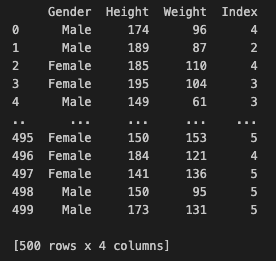 Gender Height Weight Index
0 Male 174 96 4
1 Male 189 87 2
2 Female 185 110 4
3 Female 195 104 3
4 Male 149 61 3
.. ... ... ... ...
495 Female 150 153 5
496 Female 184 121 4
497 Female 141 136 5
498 Male 150 95 5
499 Male 173 131 5
[500 rows x 4 columns]